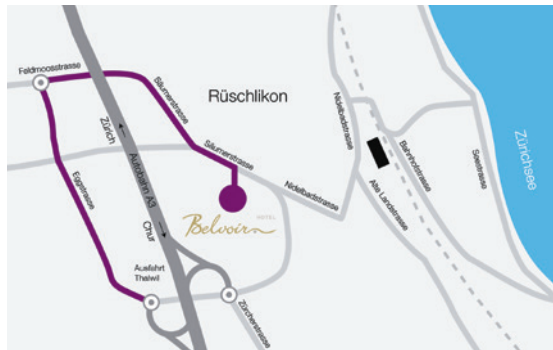 Feldmoosstrasse
Säumerstrasse
Rüschlikon
Zürich
Säumerstrasse
Nidelbadstrasse
Zürichsee
Autobahn A3
Eggstrasse
Nidelbadstrasse
Bahnhofstrasse
Seestrasse
Alte Landstrasse
HOTEL
Belvoir
Chur
Ausfahrt
Thalwil
Zürcherstrasse